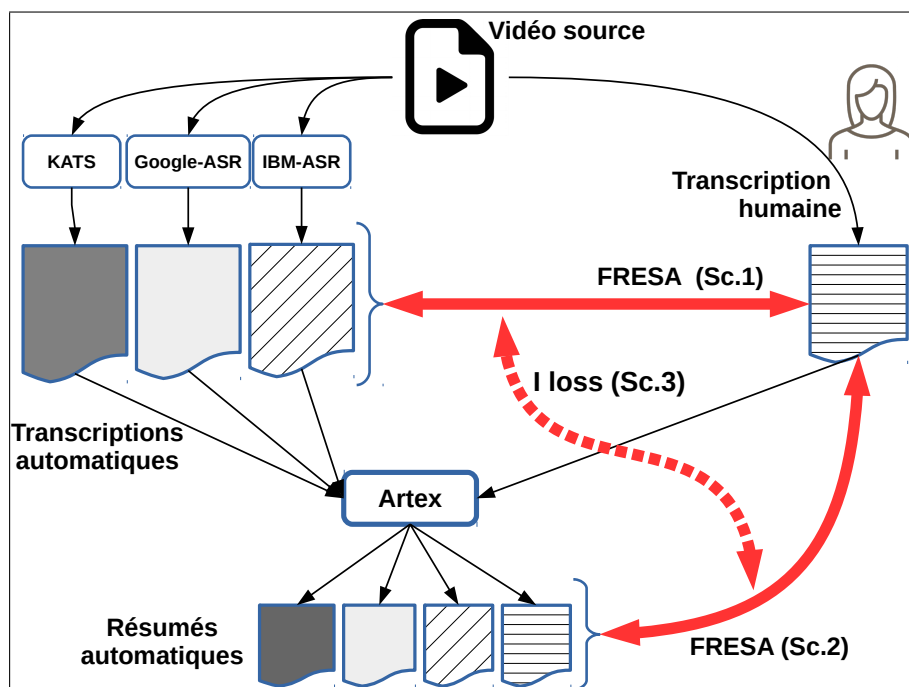 Vidéo source
KATS
Google-ASR
IBM-ASR
Transcription
humaine
FRESA (Sc.1)
I loss (Sc.3)
Transcriptions
automatiques
Artex
Résumés
automatiques
FRESA (Sc.2)